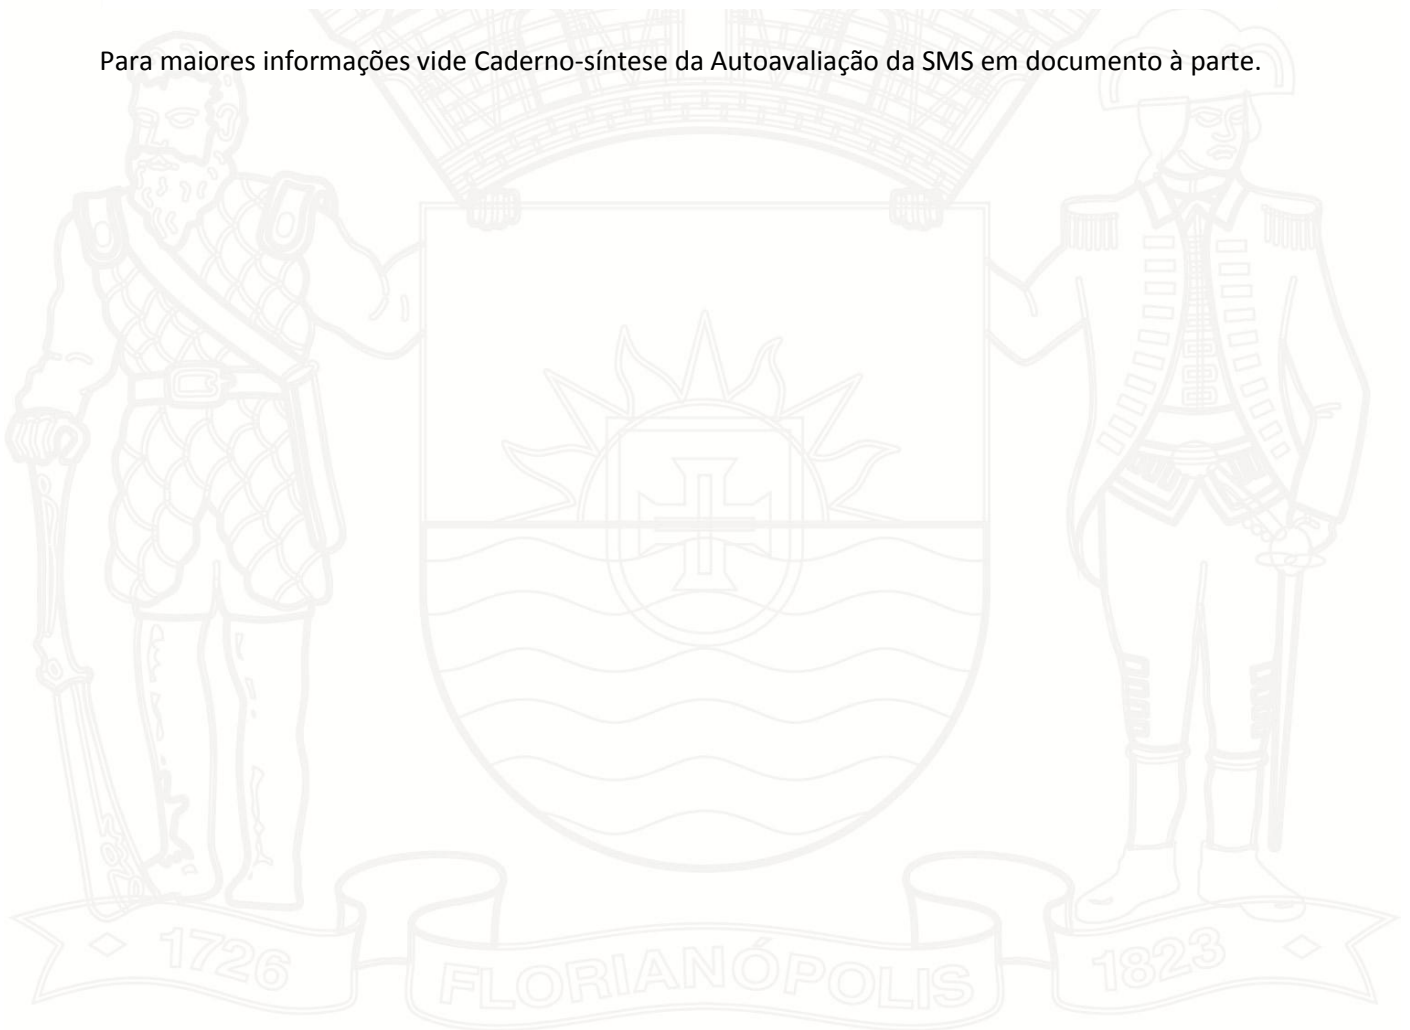 Para maiores informações vide Caderno-síntese da Autoavaliação da SMS em documento à parte.
1726
FLORIANÓPOLIS
1823